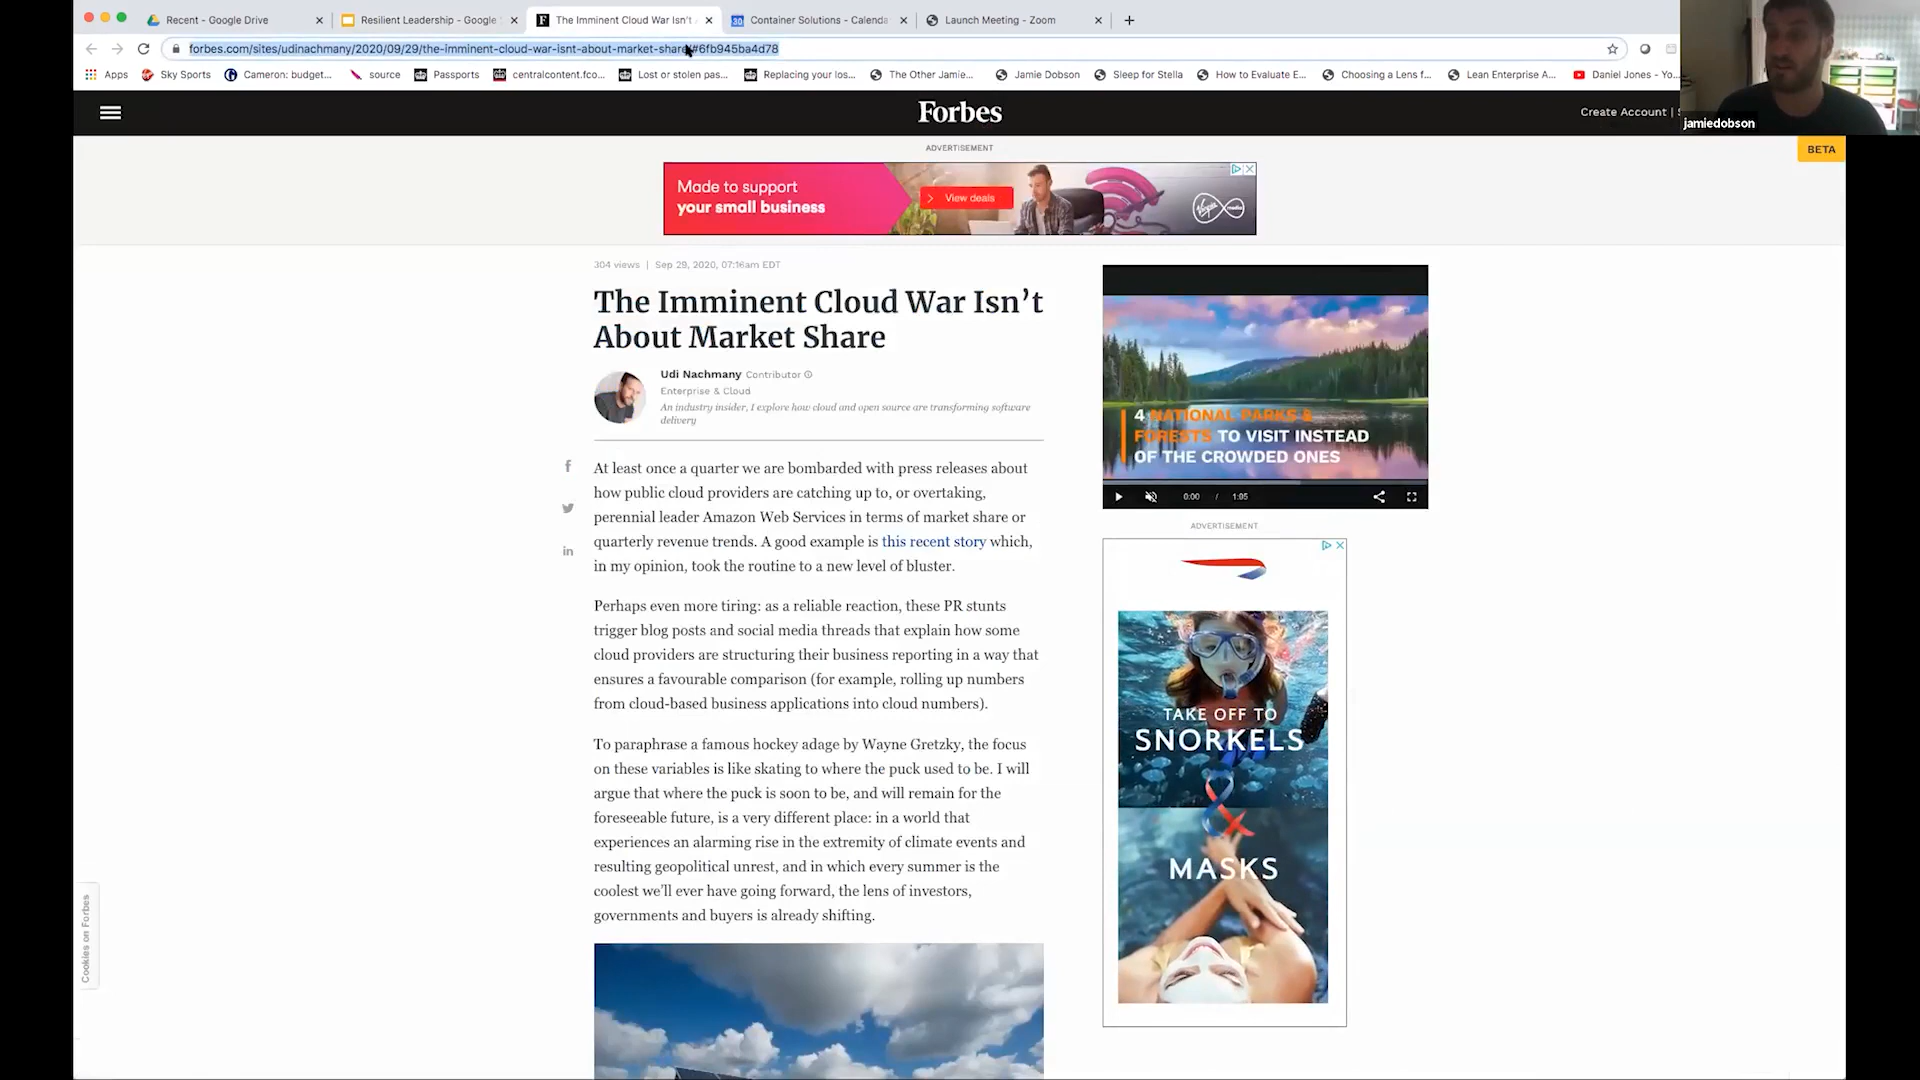 Recent - Google Drive
Resilient Leadership - Google
The Imminent Cloud War Isn't
Container Solutions - Calenda
Launch Meeting - Zoom
forbes.com/sites/udinachmany/2020/09/29/the-imminent-cloud-war-isnt-about-market-share/#6fb945ba4d78
Apps
Sky Sports
Cameron: budget...
source
Passports
centralcontent.fco...
Lost or stolen pas...
Replacing your los...
The Other Jamie...
Jamie Dobson
Sleep for Stella
How to Evaluate E...
Choosing a Lens f...
Lean Enterprise A...
Daniel Jones - Yo...
jamiedobson
Forbes
Create Account |
BETA
ADVERTISEMENT
Made to support
your small business
View deals
Virgin media
304 views | Sep 29, 2020, 07:16am EDT
The Imminent Cloud War Isn't
About Market Share
Udi Nachmany Contributor
Enterprise & Cloud
An industry insider, I explore how cloud and open source are transforming software
delivery
At least once a quarter we are bombarded with press releases about
how public cloud providers are catching up to, or overtaking,
perennial leader Amazon Web Services in terms of market share or
quarterly revenue trends. A good example is this recent story which,
in my opinion, took the routine to a new level of bluster.
Perhaps even more tiring: as a reliable reaction, these PR stunts
trigger blog posts and social media threads that explain how some
cloud providers are structuring their business reporting in a way that
ensures a favourable comparison (for example, rolling up numbers
from cloud-based business applications into cloud numbers).
To paraphrase a famous hockey adage by Wayne Gretzky, the focus
on these variables is like skating to where the puck used to be. I will
argue that where the puck is soon to be, and will remain for the
foreseeable future, is a very different place: in a world that
experiences an alarming rise in the extremity of climate events and
resulting geopolitical unrest, and in which every summer is the
coolest we'll ever have going forward, the lens of investors,
governments and buyers is already shifting.
4 NATIONAL PARKS &
FORESTS TO VISIT INSTEAD
OF THE CROWDED ONES
0:00 / 1:05
ADVERTISEMENT
TAKE OFF TO
SNORKELS
&
MASKS
Cookies on Forbes